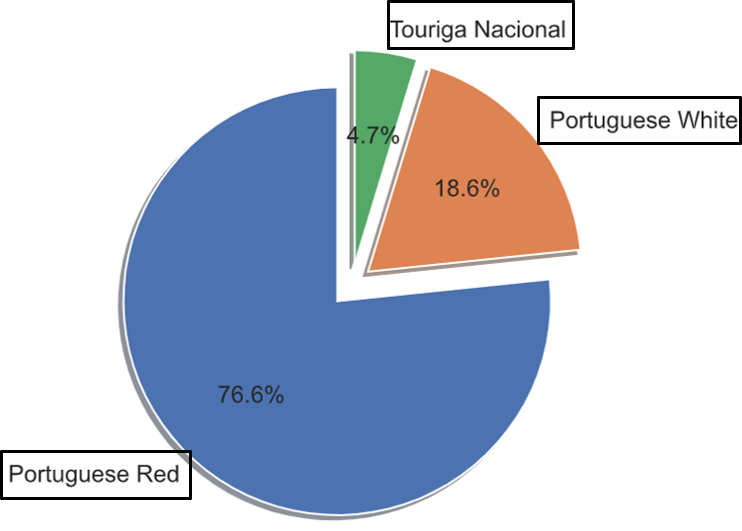 Touriga Nacional
Portuguese White
4.7%
18.6%
76.6%
Portuguese Red